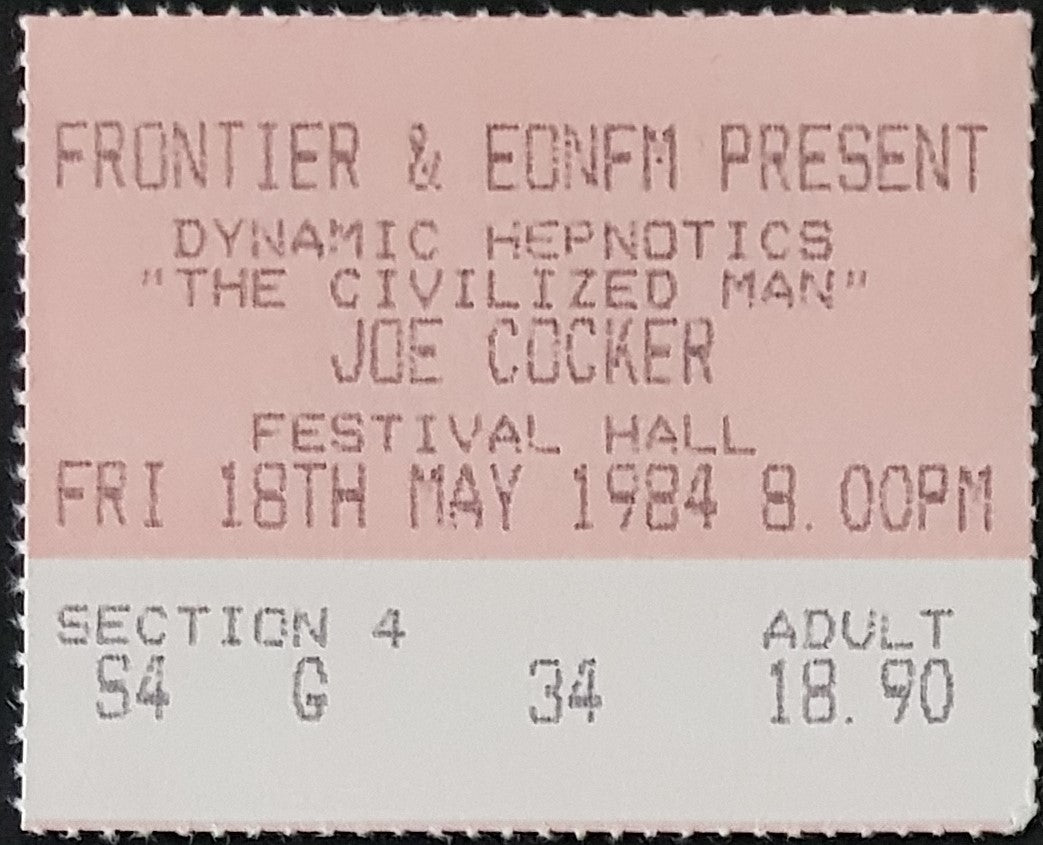 FRONTIER & EONFM PRESENT
DYNAMIC HEPNOTICS
"THE CIVILIZED MAN"
JOE COCKER
FESTIVAL HALL
FRI 18TH MAY 1984 8.00PM
SECTION 4 ADULT
S4 G 34 18.90